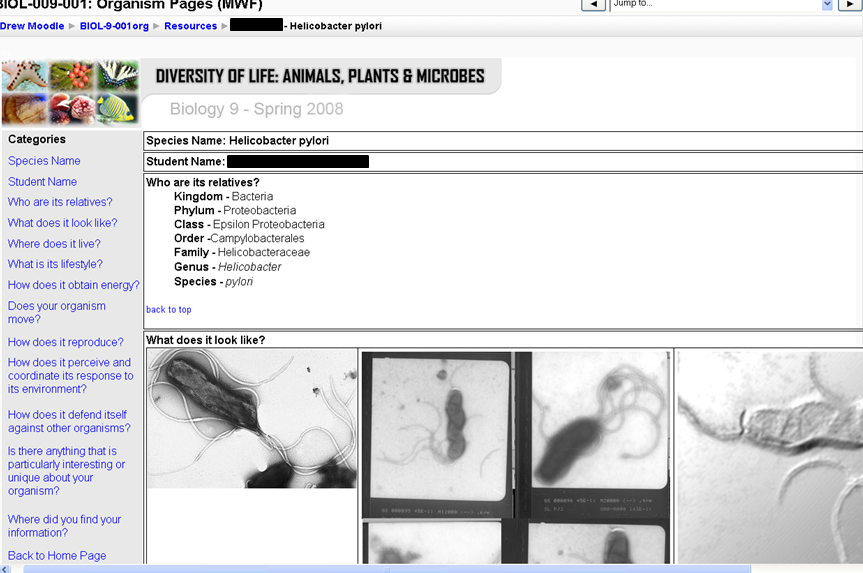 BIOL-009-001: Organism Pages (MWF)
Jump to...
Drew Moodle ► BIOL-9-001org ► Resources ► - Helicobacter pylori
DIVERSITY OF LIFE: ANIMALS, PLANTS & MICROBES
Biology 9 - Spring 2008
Categories
Species Name
Student Name
Who are its relatives?
What does it look like?
Where does it live?
What is its lifestyle?
How does it obtain energy?
Does your organism
move?
How does it reproduce?
How does it perceive and
coordinate its response to
its environment?
How does it defend itself
against other organisms?
Is there anything that is
particularly interesting or
unique about your
organism?
Where did you find your
information?
Back to Home Page
Species Name: Helicobacter pylori
Student Name:
Who are its relatives?
Kingdom - Bacteria
Phylum - Proteobacteria
Class - Epsilon Proteobacteria
Order -Campylobacterales
Family - Helicobacteraceae
Genus - Helicobacter
Species - pylori
back to top
What does it look like?